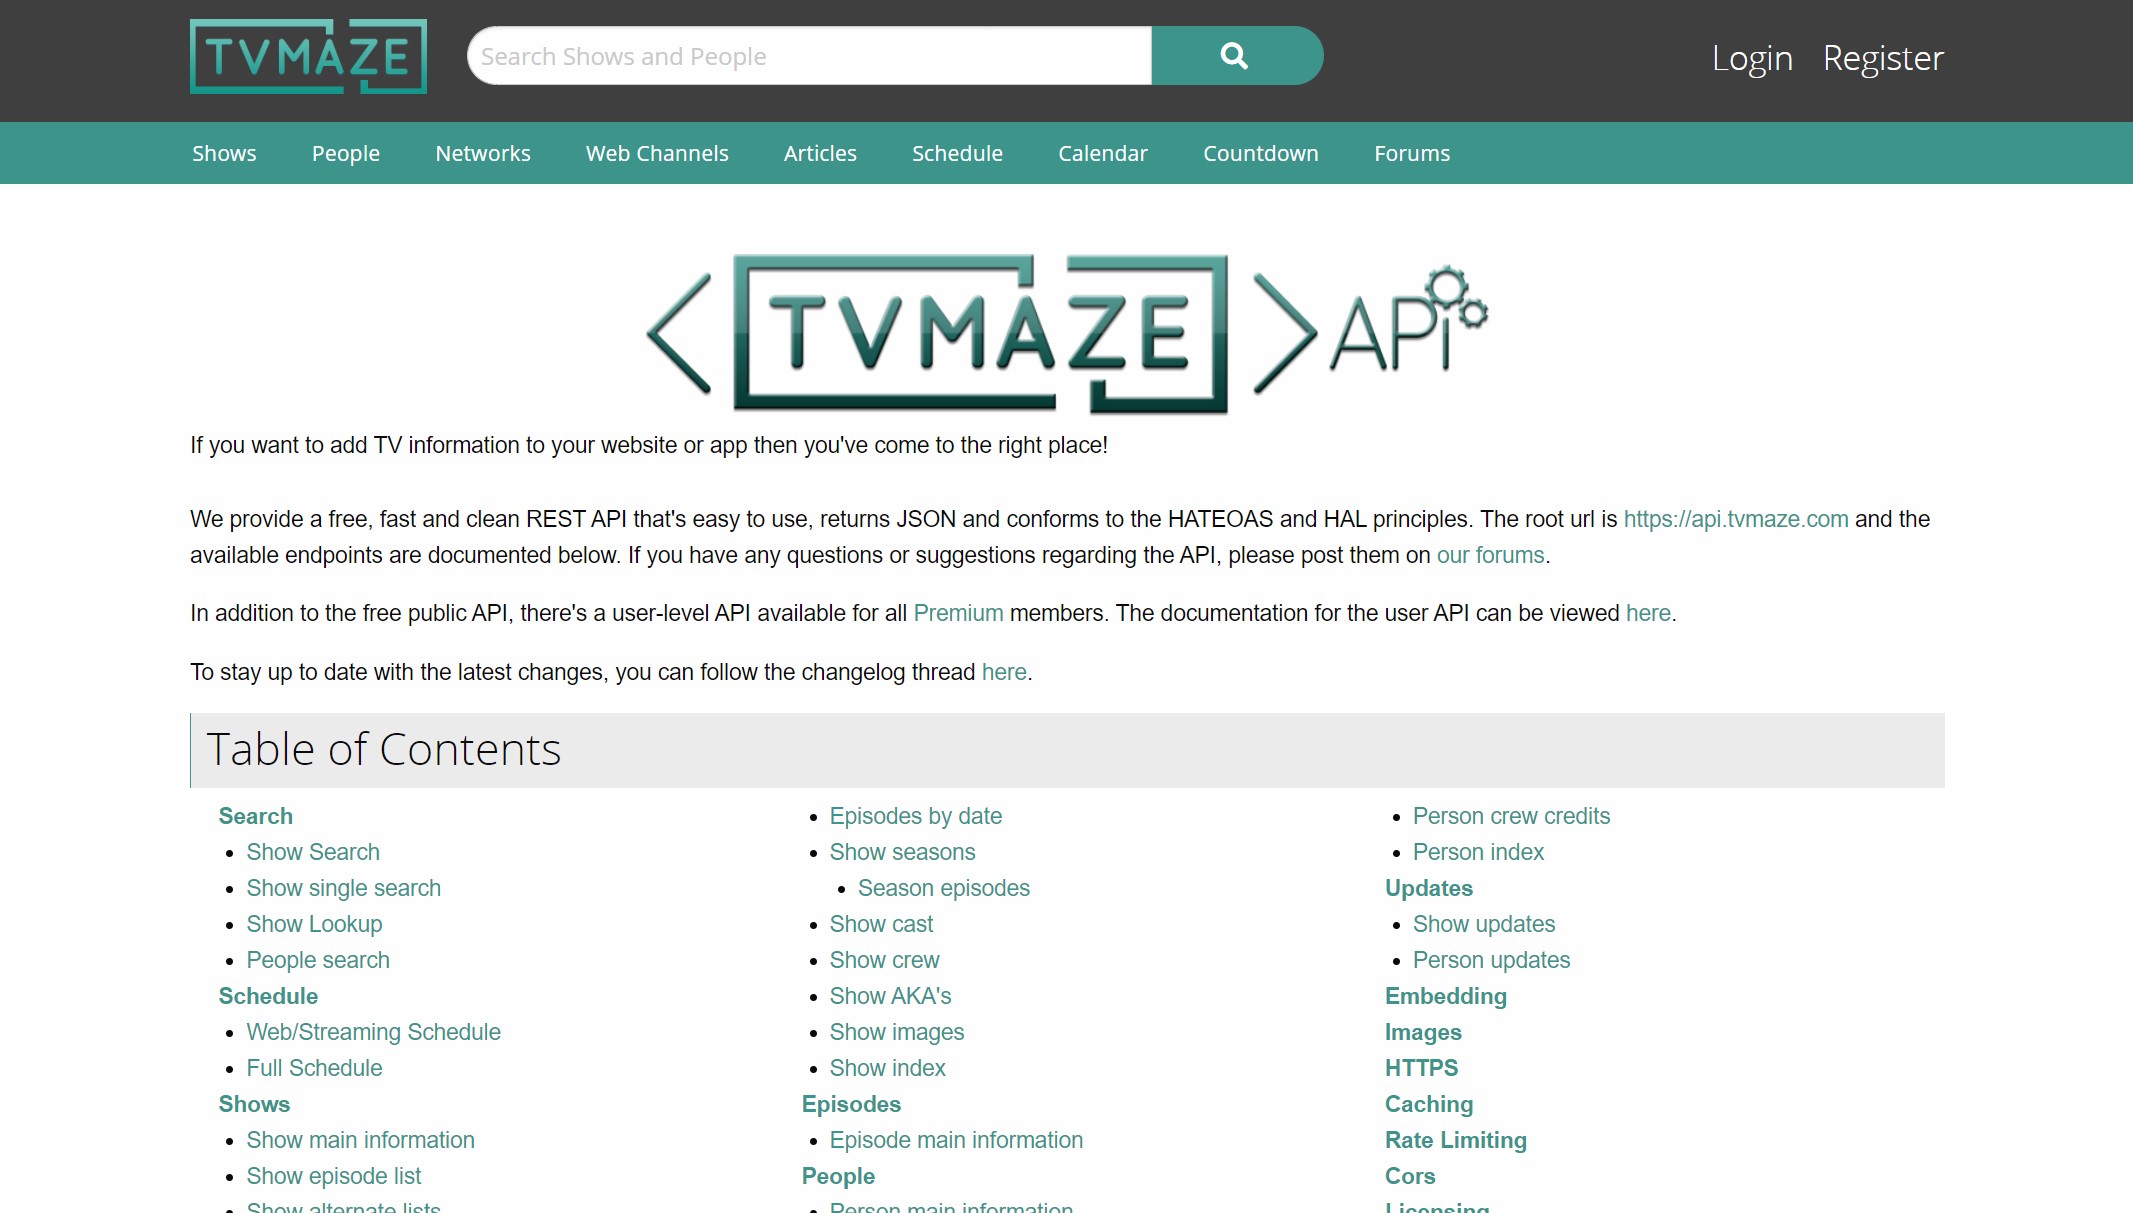 TVMAZE
Search Shows and People
Login Register
Shows People Networks Web Channels Articles Schedule Calendar Countdown Forums
<TVMAZE> API
If you want to add TV information to your website or app then you've come to the right place!
We provide a free, fast and clean REST API that's easy to use, returns JSON and conforms to the HATEOAS and HAL principles. The root url is https://api.tvmaze.com and the
available endpoints are documented below. If you have any questions or suggestions regarding the API, please post them on our forums.
In addition to the free public API, there's a user-level API available for all Premium members. The documentation for the user API can be viewed here.
To stay up to date with the latest changes, you can follow the changelog thread here.
Table of Contents
Search
• Show Search
• Show single search
• Show Lookup
• People search
Schedule
• Web/Streaming Schedule
• Full Schedule
Shows
• Show main information
• Show episode list
• Show alternate lists
• Episodes by date
• Show seasons
• Season episodes
• Show cast
• Show crew
• Show AKA's
• Show images
• Show index
Episodes
• Episode main information
People
• Person main information
• Person crew credits
• Person index
Updates
• Show updates
• Person updates
Embedding
Images
HTTPS
Caching
Rate Limiting
Cors
Licensing